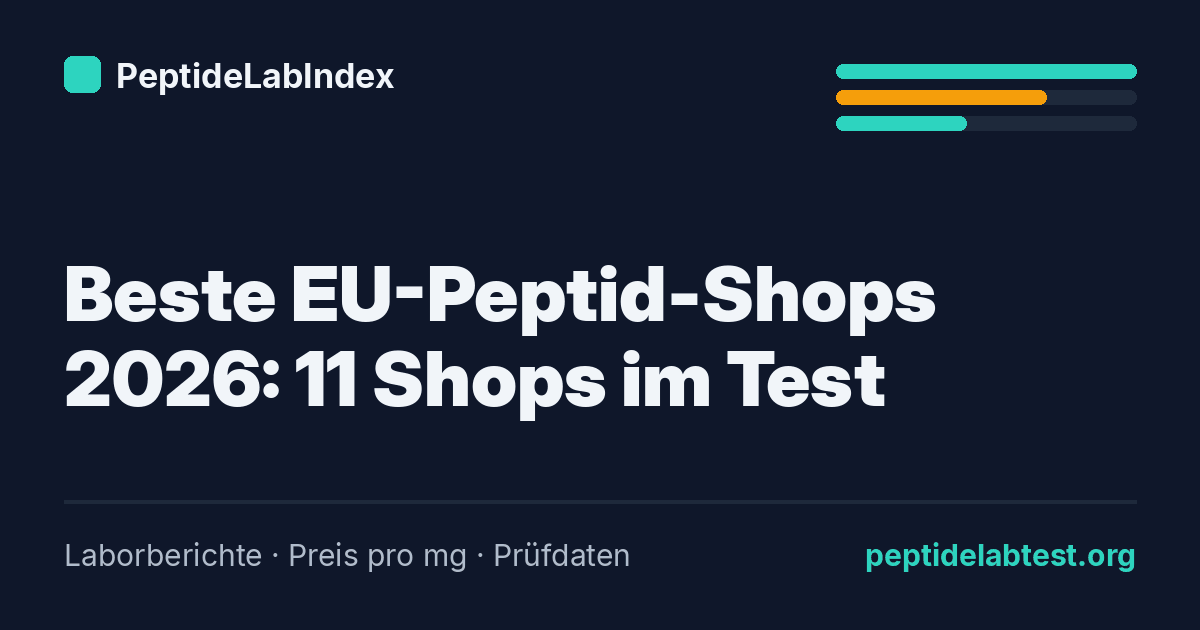 PeptideLabIndex
Beste EU-Peptid-Shops
2026: 11 Shops im Test
Laborberichte · Preis pro mg · Prüfdaten
peptidelabtest.org